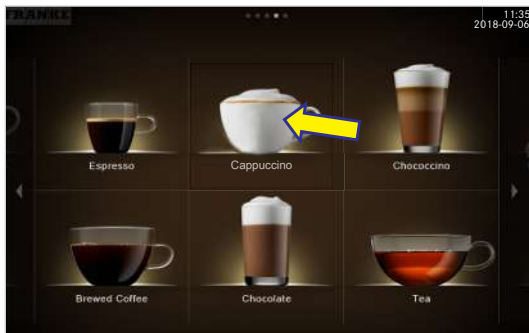 FRANKE
11:35
2018-09-06
Espresso
Cappuccino
Chococcino
Brewed Coffee
Chocolate
Tea